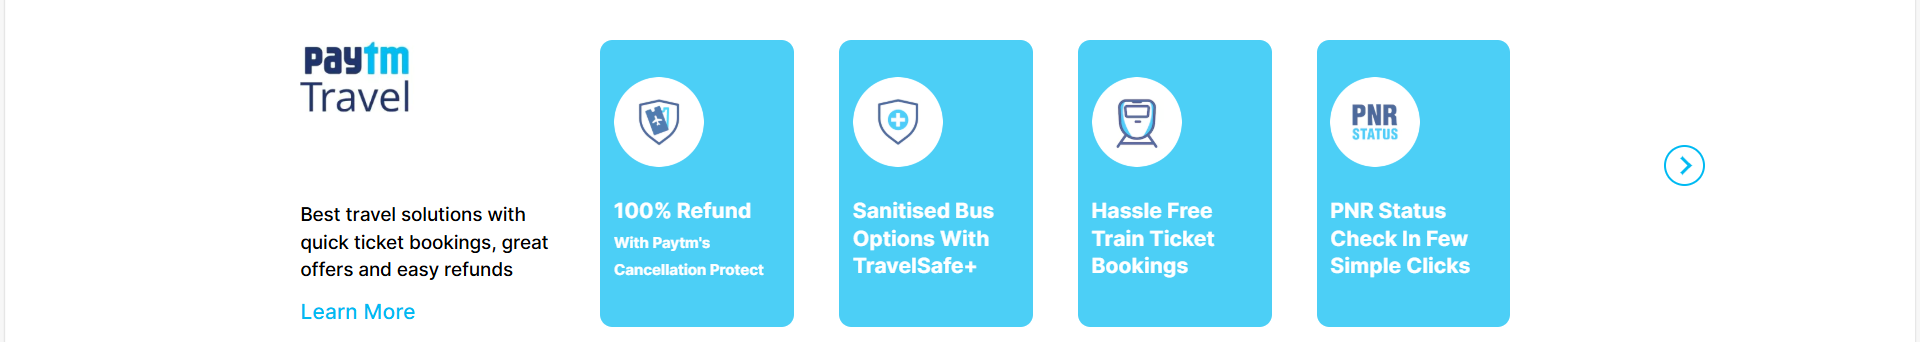 paytm
Travel
Best travel solutions with
quick ticket bookings, great
offers and easy refunds
Learn More
100% Refund
With Paytm's
Cancellation Protect
Sanitised Bus
Options With
TravelSafe+
Hassle Free
Train Ticket
Bookings
PNR
STATUS
PNR Status
Check In Few
Simple Clicks